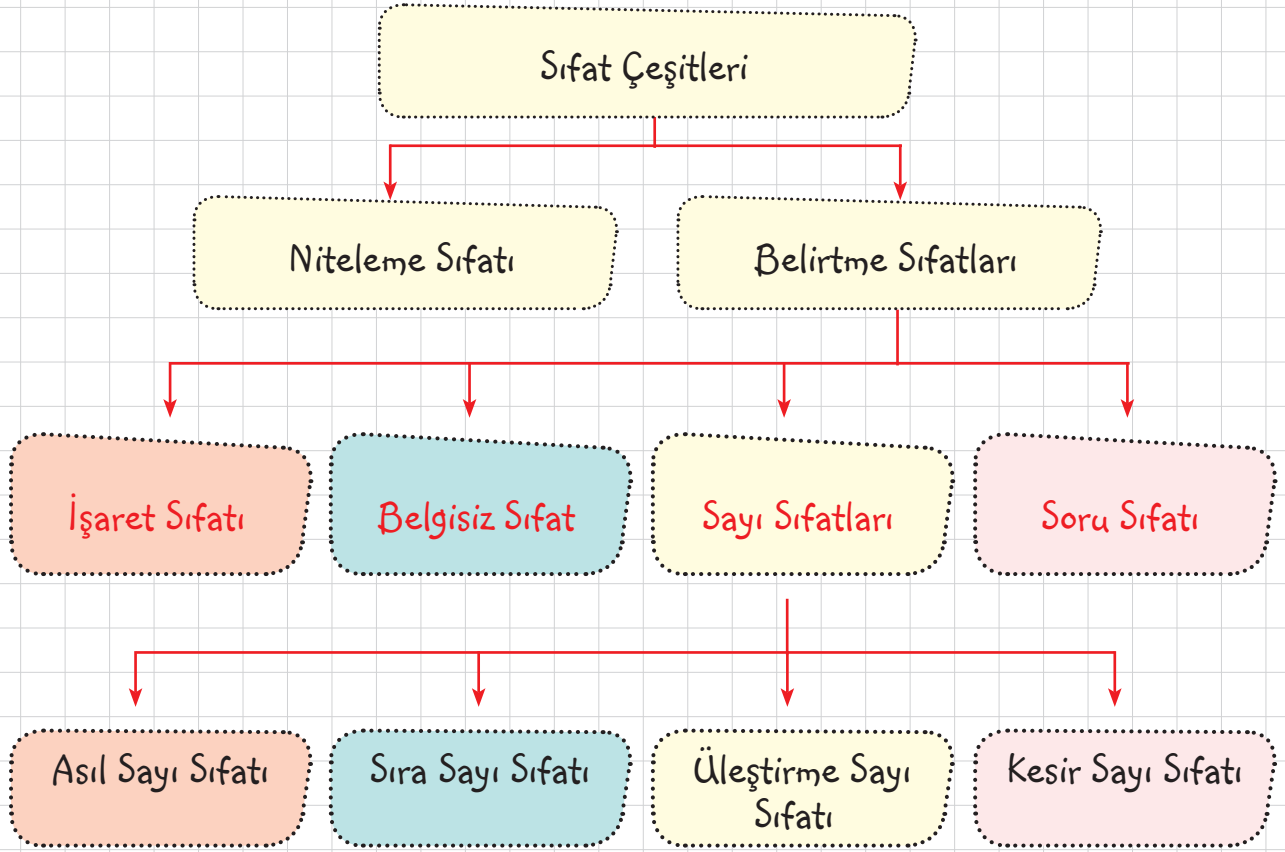 Sıfat Çeşitleri
Niteleme Sıfatı
Belirtme Sıfatları
İşaret Sıfatı
Belgisiz Sıfat
Sayı Sıfatları
Soru Sıfatı
Asıl Sayı Sıfatı
Sıra Sayı Sıfatı
Üleştirme Sayı
Sıfatı
Kesir Sayı Sıfatı